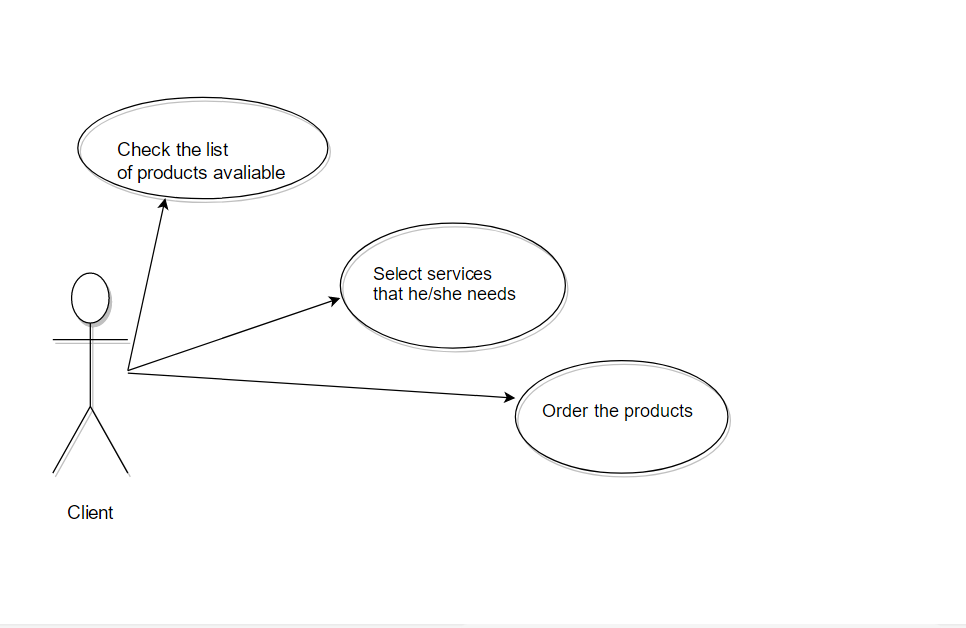 Check the list
of products avaliable
Select services
that he/she needs
Order the products
Client